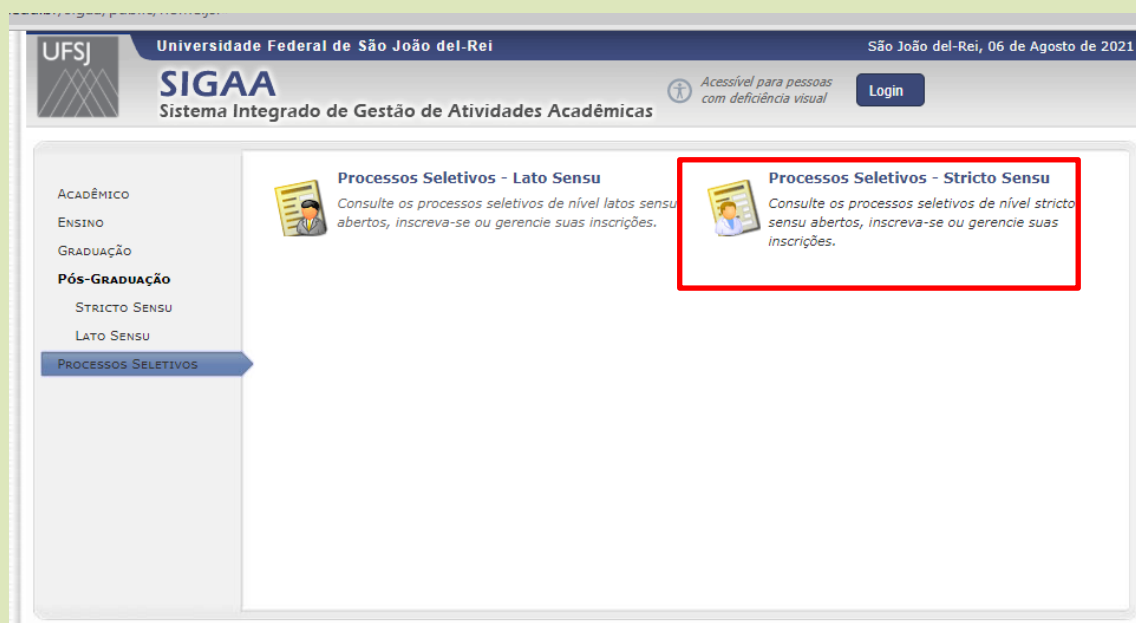 UFSJ
Universidade Federal de São João del-Rei
São João del-Rei, 06 de Agosto de 2021
SIGAA
Sistema Integrado de Gestão de Atividades Acadêmicas
Acessível para pessoas
com deficiência visual
Login
Acadêmico
Ensino
Graduação
Pós-Graduação
Stricto Sensu
Lato Sensu
Processos Seletivos
Processos Seletivos - Lato Sensu
Consulte os processos seletivos de nível latos sensu
abertos, inscreva-se ou gerencie suas inscrições.
Processos Seletivos - Stricto Sensu
Consulte os processos seletivos de nível stricto
sensu abertos, inscreva-se ou gerencie suas
inscrições.